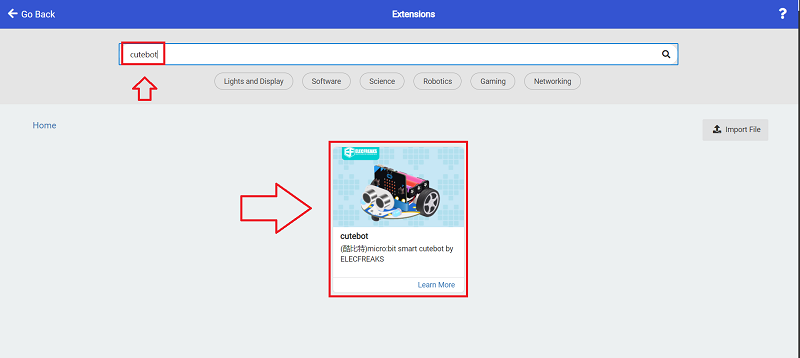 Go Back
Extensions
?
cutebot
Lights and Display
Software
Science
Robotics
Gaming
Networking
Home
Import File
ELECFREAKS
cutebot
(酷比特)micro:bit smart cutebot by
ELECFREAKS
Learn More